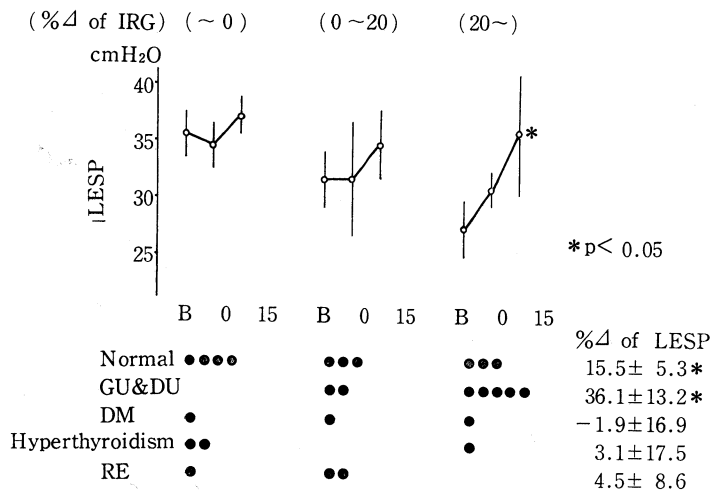 (%Δ of IRG) (~ 0) (0 ~20) (20~)
cmH₂O
40
35
30
25
LESP
*
*p< 0.05
B 0 15 B 0 15 B 0 15
%Δ of LESP
Normal ●●●● ●●● ●●● 15.5± 5.3*
GU&DU ●● ●●●●● 36.1±13.2*
DM ● ● ● −1.9±16.9
Hyperthyroidism ●● ● 3.1±17.5
RE ● ●● 4.5± 8.6